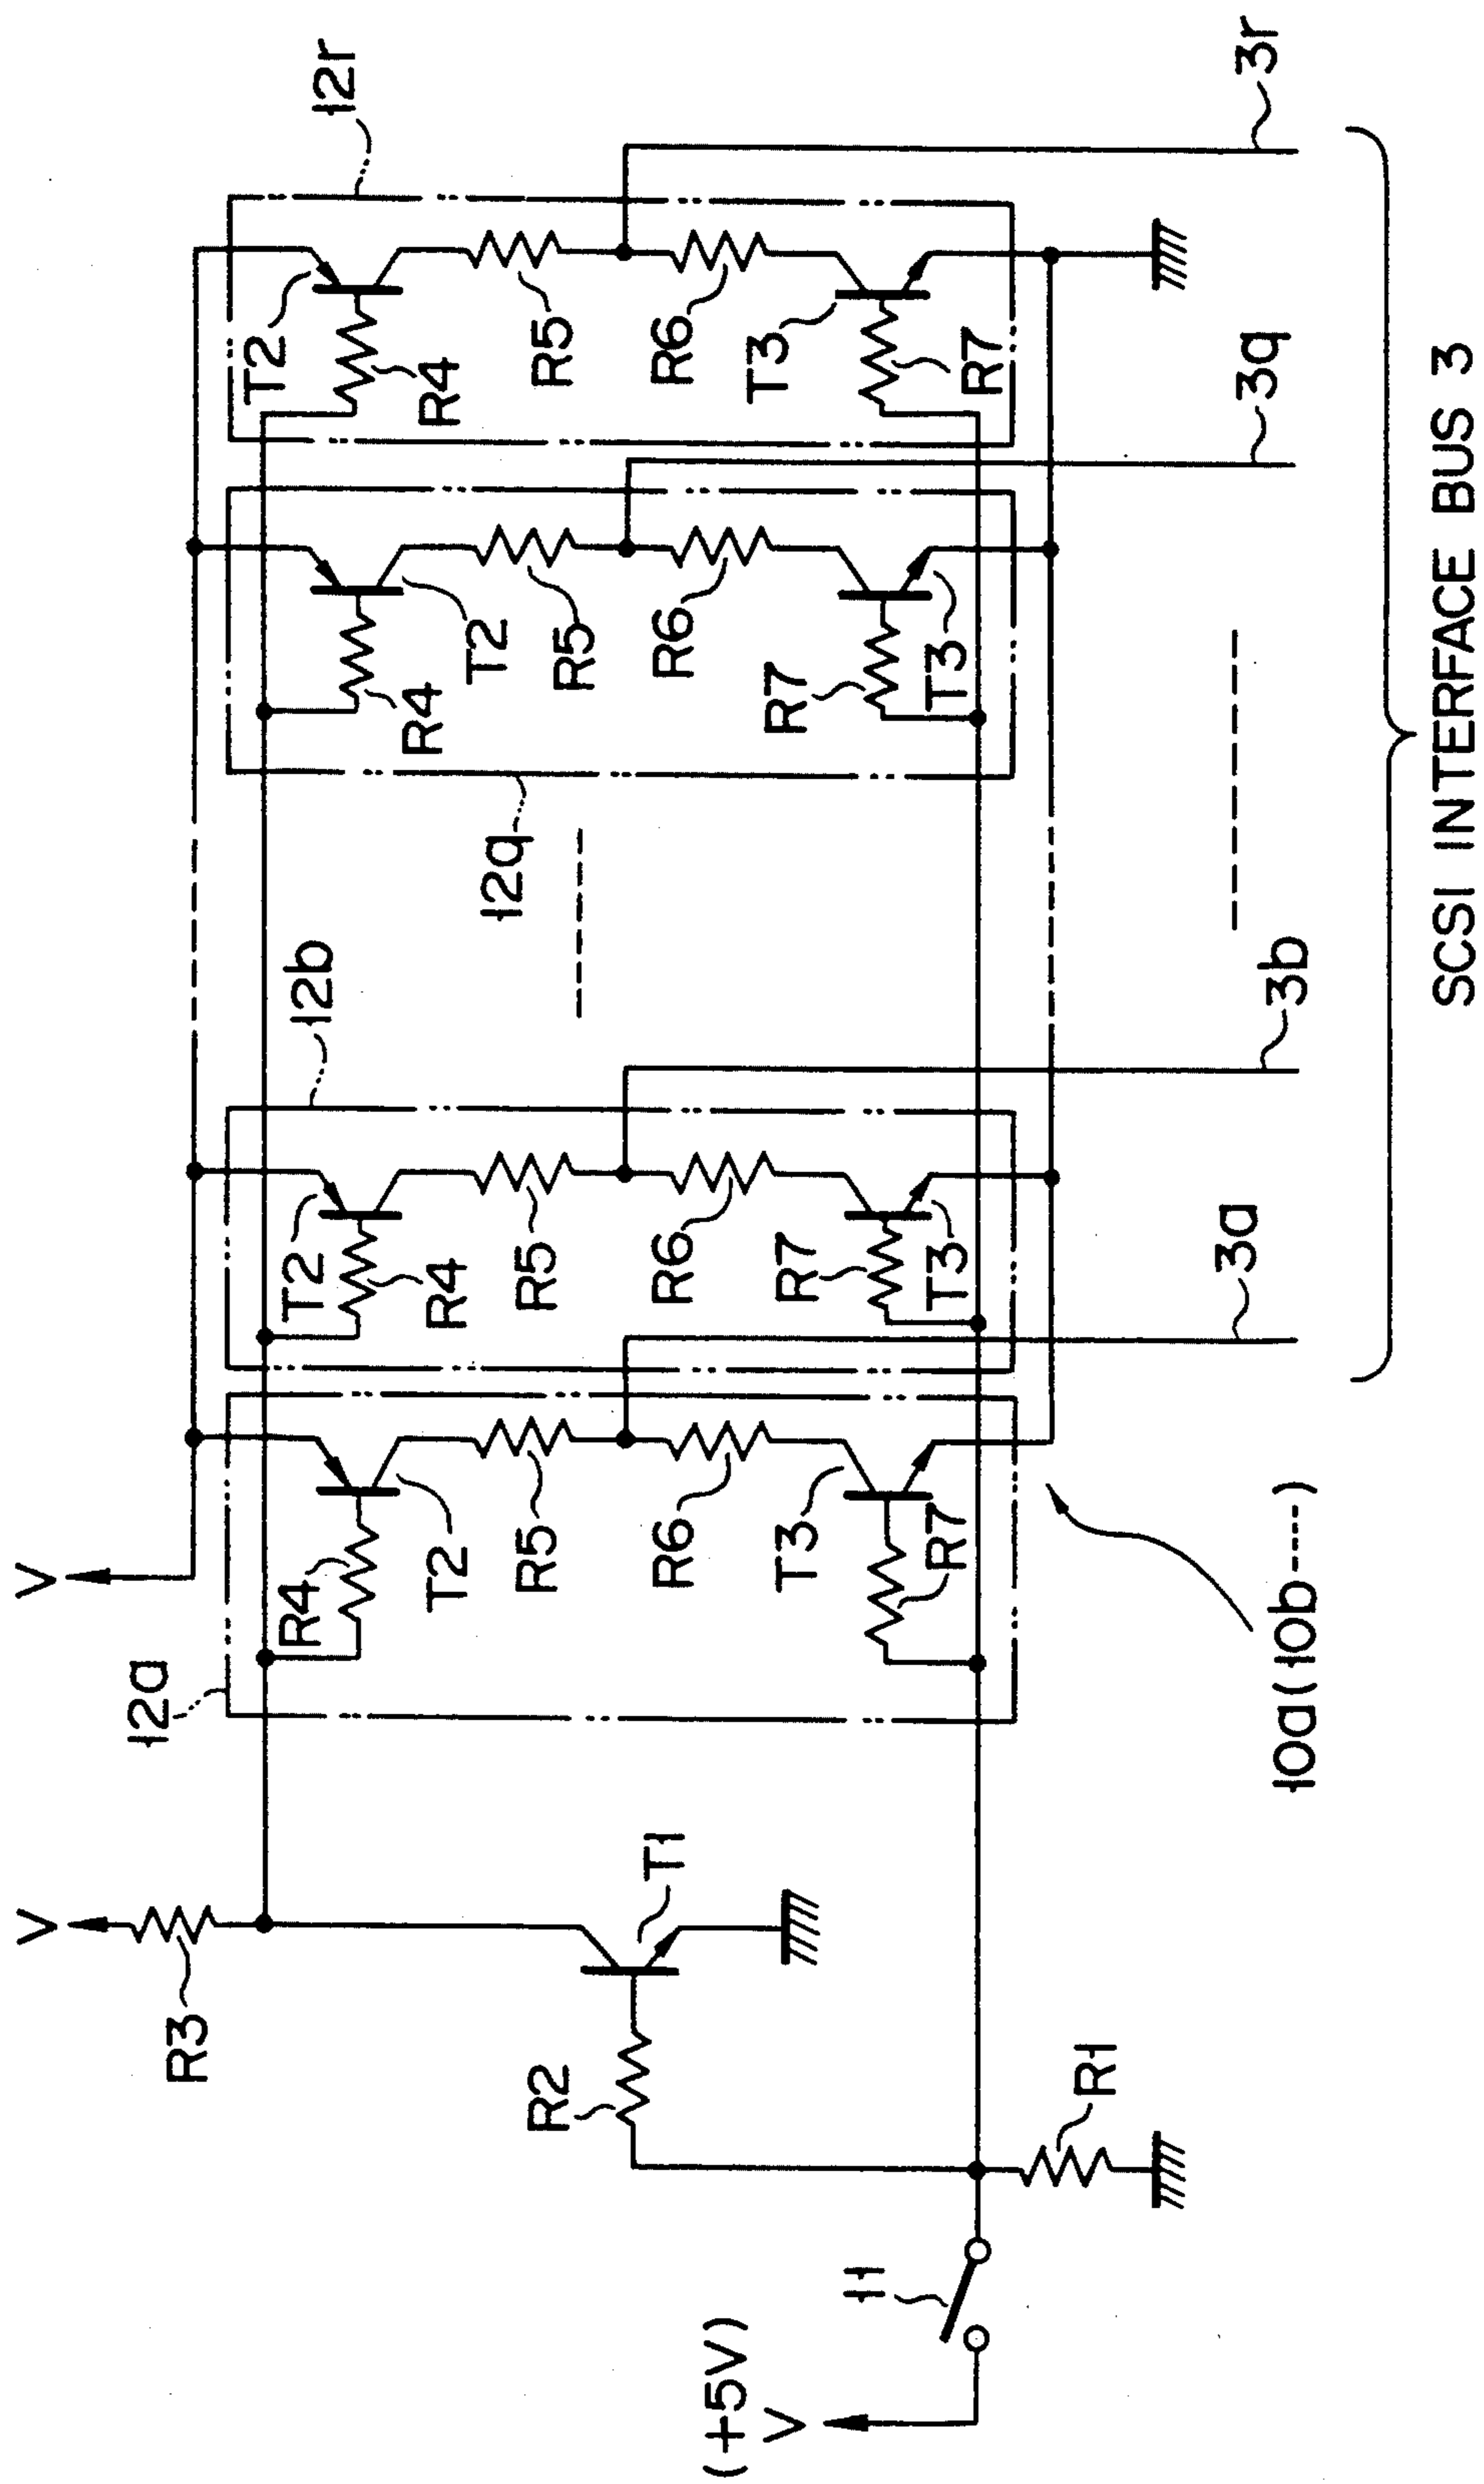 V
V
12a
R3
12r
R4
T2
12b
T2
R4
R4
R4
T2
T2
12q
R2
R5
R5
R5
R5
T1
R6
R6
R6
R6
(+5V)
V
T3
R7
R7
T3
11
R7
T3
T3
R7
R1
3a
3b
3q
3r
10a(10b----)
SCSI INTERFACE BUS 3